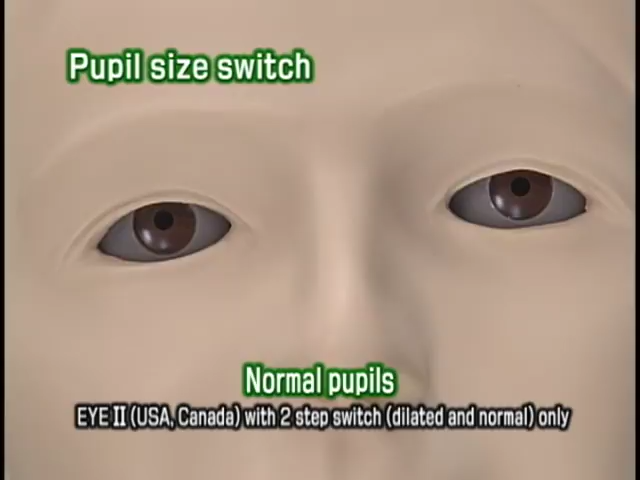 Pupil size switch
Normal pupils
EYE II (USA, Canada) with 2 step switch (dilated and normal) only